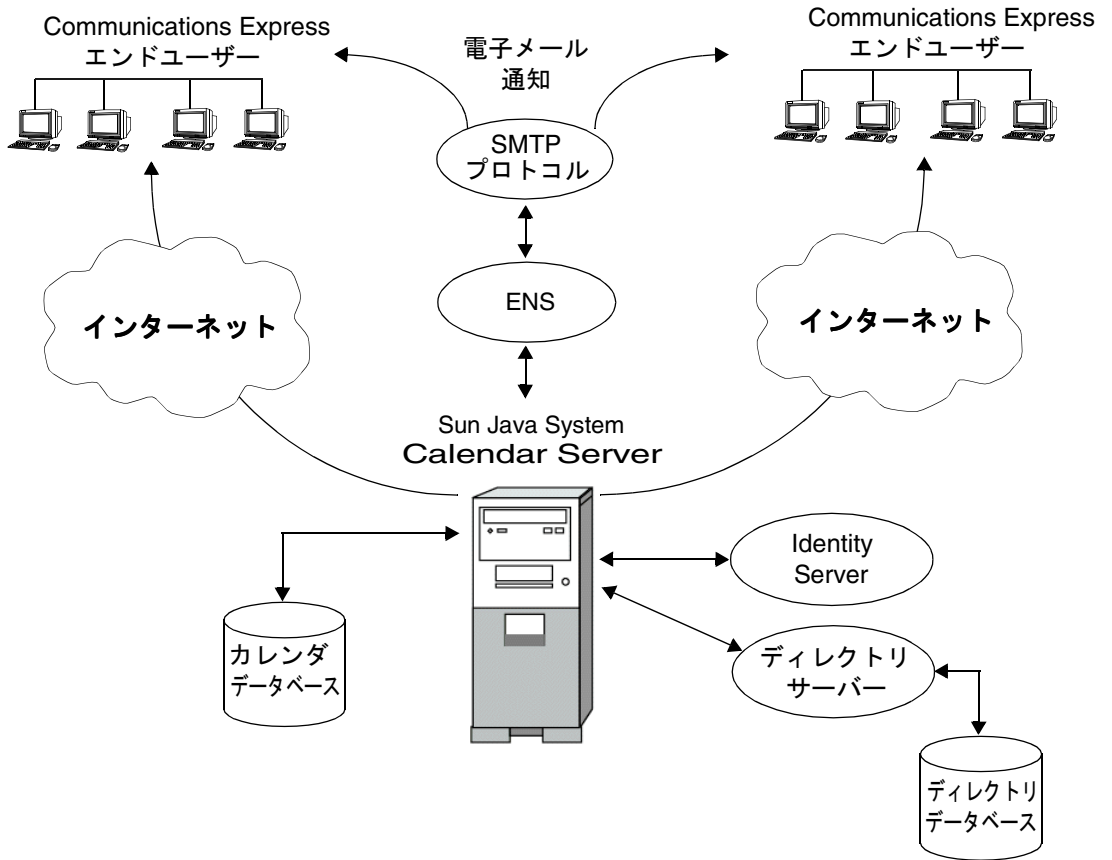 Communications Express
エンドユーザー
電子メール
通知
Communications Express
エンドユーザー
SMTP
プロトコル
インターネット
ENS
インターネット
Sun Java System
Calendar Server
Identity
Server
カレンダ
データベース
ディレクトリ
サーバー
ディレクトリ
データベース